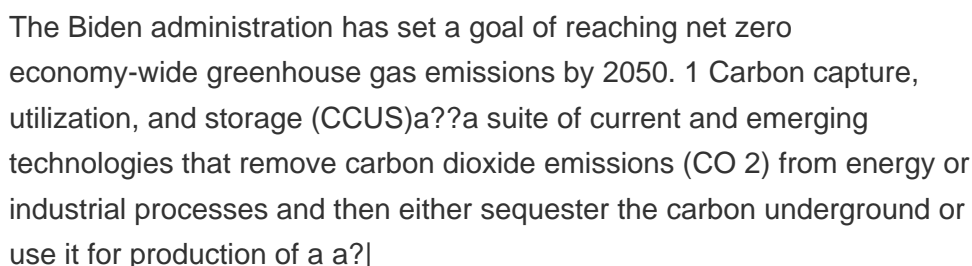 The Biden administration has set a goal of reaching net zero
economy-wide greenhouse gas emissions by 2050. 1 Carbon capture,
utilization, and storage (CCUS)a??a suite of current and emerging
technologies that remove carbon dioxide emissions (CO 2) from energy or
industrial processes and then either sequester the carbon underground or
use it for production of a a?|